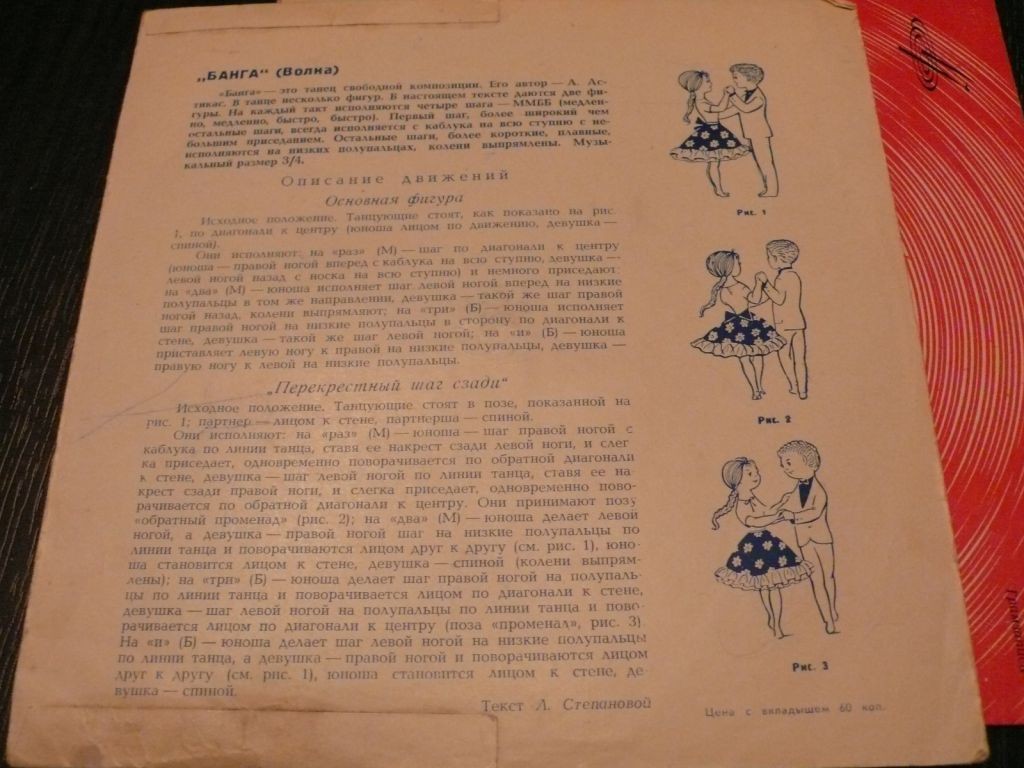 „БАНГА“ (Волна)
«Банга» — это танец свободной композиции. Его автор — А. Ас-
тикас. В танце несколько фигур. В настоящем тексте даются две фи-
гуры. На каждый такт исполняются четыре шага — ММББ (медлен-
но, медленно, быстро, быстро). Первый шаг, более широкий чем
остальные шаги, всегда исполняется с каблука на всю ступню с не-
большим приседанием. Остальные шаги, более короткие, плавные,
исполняются на низких полупальцах, колени выпрямлены. Музы-
кальный размер 3/4.
Описание движений
Основная фигура
Исходное положение. Танцующие стоят, как показано на рис.
1, по диагонали к центру (юноша лицом по движению, девушка —
спиной).
Они исполняют: на «раз» (М) — шаг по диагонали к центру
(юноша — правой ногой вперед с каблука на всю ступню, девушка —
левой ногой назад с носка на всю ступню) и немного приседают;
на «два» (М) — юноша исполняет шаг левой ногой вперед на низкие
полупальцы в том же направлении, девушка — такой же шаг правой
ногой назад, колени выпрямляют; на «три» (Б) — юноша исполняет
шаг правой ногой на низкие полупальцы в сторону по диагонали к
стене, девушка — такой же шаг левой ногой; на «и» (Б) — юноша
приставляет левую ногу к правой на низкие полупальцы, девушка —
правую ногу к левой на низкие полупальцы.
„Перекрестный шаг сзади“
Исходное положение. Танцующие стоят в позе, показанной на
рис. 1; партнер — лицом к стене, партнерша — спиной.
Они исполняют: на «раз» (М) — юноша — шаг правой ногой с
каблука по линии танца, ставя ее накрест сзади левой ноги, и слег
ка приседает, одновременно поворачивается по обратной диагонали
к стене, девушка — шаг левой ногой по линии танца, ставя ее на-
крест сзади правой ноги, и слегка приседает, одновременно пово-
рачивается по обратной диагонали к центру. Они принимают позу
«обратный променад» (рис. 2); на «два» (М) — юноша делает левой
ногой, а девушка — правой ногой шаг на низкие полупальцы по
линии танца и поворачиваются лицом друг к другу (см. рис. 1), юно-
ша становится лицом к стене, девушка — спиной (колени выпрям-
лены); на «три» (Б) — юноша делает шаг правой ногой на полупаль-
цы по линии танца и поворачивается лицом по диагонали к стене,
девушка — шаг левой ногой на полупальцы по линии танца и пово-
рачивается лицом по диагонали к центру (поза «променад», рис. 3).
На «и» (Б) — юноша делает шаг левой ногой на низкие полупальцы
по линии танца, а девушка — правой ногой и поворачиваются лицом
друг к другу (см. рис. 1), юноша становится лицом к стене, де
вушка — спиной.
Текст Л. Степановой
Рис. 1
Рис. 2
Рис. 3
Цена с вкладышем 60 коп.